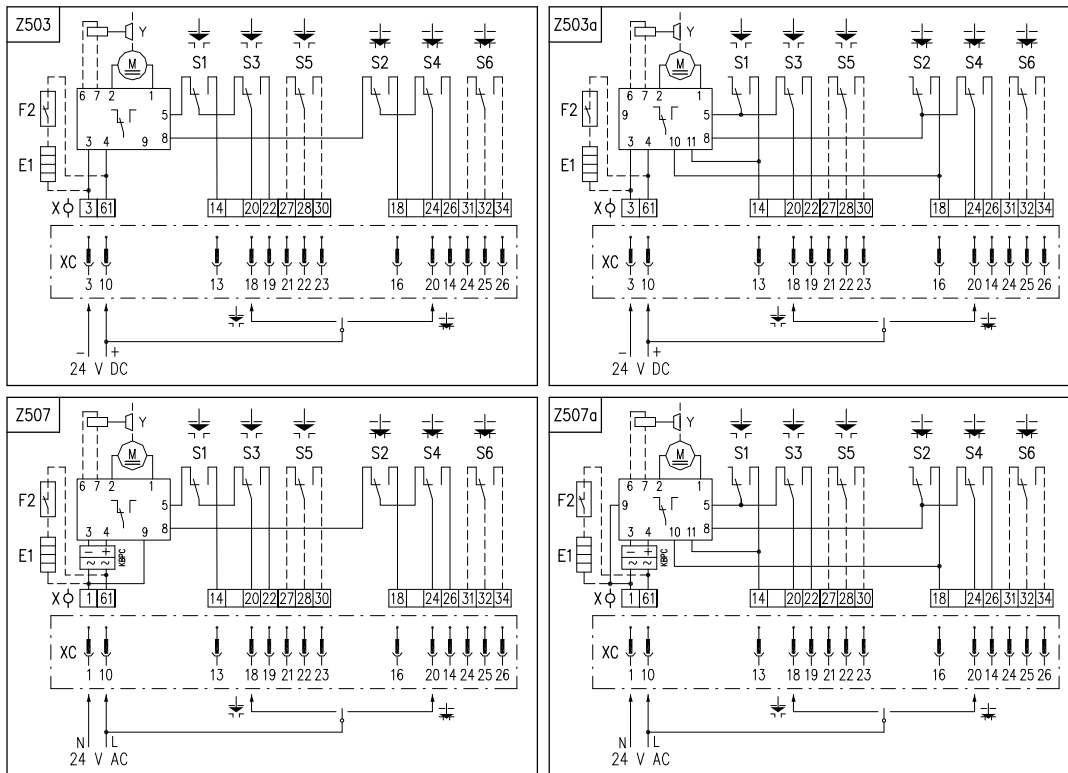 Z503
Y
M
S1 S3 S5 S2 S4 S6
6 7 2 1
F2
5
8
3 4 9
E1
X 3 61 14 20 22 27 28 30 18 24 26 31 32 34
XC
3 10 13 18 19 21 22 23 16 20 14 24 25 26
– +
24 V DC
Z503a
Y
M
S1 S3 S5 S2 S4 S6
6 7 2 1
F2
9 5
8
3 4 10 11
E1
X 3 61 14 20 22 27 28 30 18 24 26 31 32 34
XC
3 10 13 18 19 21 22 23 16 20 14 24 25 26
– +
24 V DC
Z507
Y
M
S1 S3 S5 S2 S4 S6
6 7 2 1
F2
5
8
3 4 9
E1
– +
~ ~
KBPC
X 1 61 14 20 22 27 28 30 18 24 26 31 32 34
XC
1 10 13 18 19 21 22 23 16 20 14 24 25 26
N L
24 V AC
Z507a
Y
M
S1 S3 S5 S2 S4 S6
6 7 2 1
F2
9 5
8
3 4 10 11
E1
– +
~ ~
KBPC
X 1 61 14 20 22 27 28 30 18 24 26 31 32 34
XC
1 10 13 18 19 21 22 23 16 20 14 24 25 26
N L
24 V AC